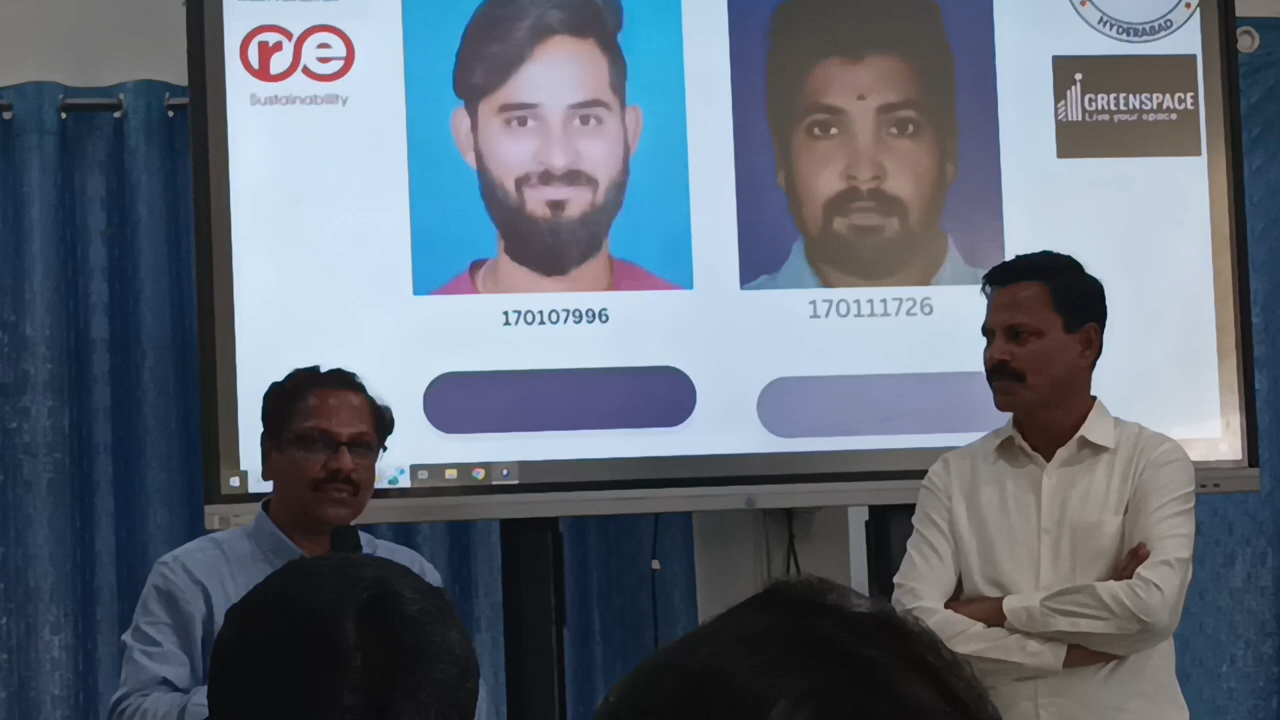 re
Sustainability
170107996
170111726
HYDERABAD
GREENSPACE
Live your space